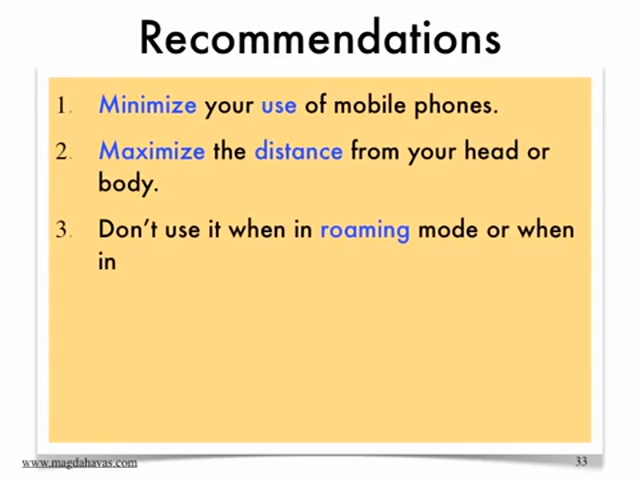 Recommendations
1. Minimize your use of mobile phones.
2. Maximize the distance from your head or
body.
3. Don't use it when in roaming mode or when
in
www.magdahavas.com
33